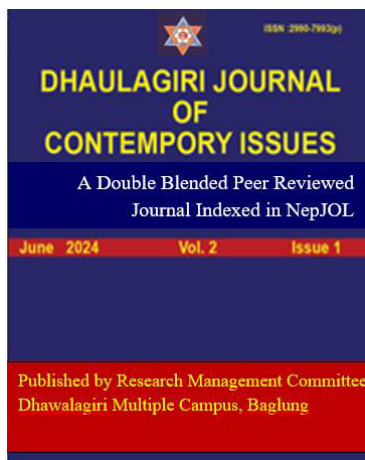 ISSN :2990-7993(p)
DHAULAGIRI JOURNAL
OF
CONTEMPORY ISSUES
A Double Blended Peer Reviewed
Journal Indexed in NepJOL
June 2024 Vol. 2 Issue 1
Published by Research Management Committee
Dhawalagiri Multiple Campus, Baglung